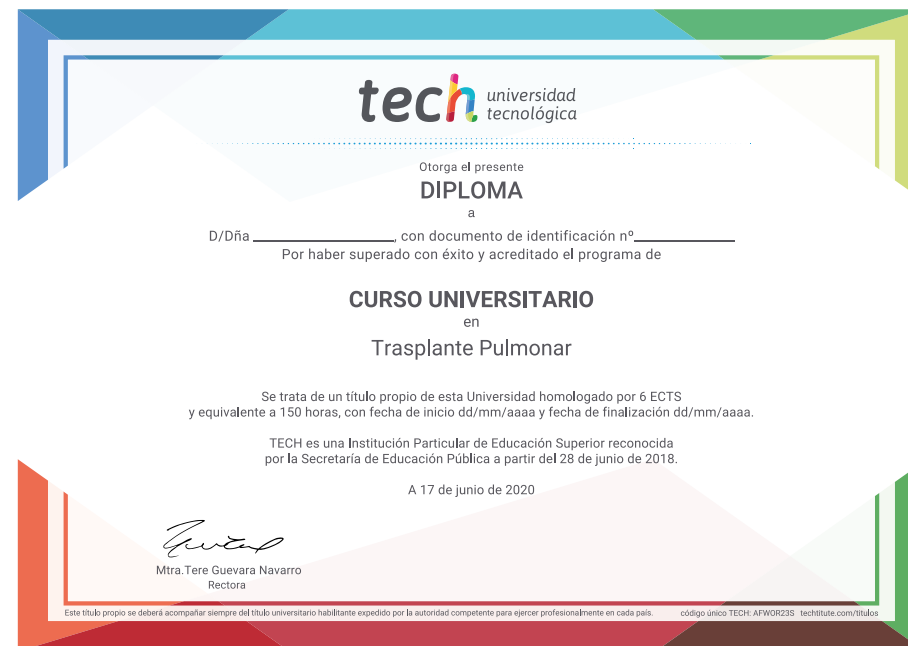 tech universidad
tecnológica
Otorga el presente
DIPLOMA
a
D/Dña ____________, con documento de identificación nº____________
Por haber superado con éxito y acreditado el programa de
CURSO UNIVERSITARIO
en
Trasplante Pulmonar
Se trata de un título propio de esta Universidad homologado por 6 ECTS
y equivalente a 150 horas, con fecha de inicio dd/mm/aaaa y fecha de finalización dd/mm/aaaa.
TECH es una Institución Particular de Educación Superior reconocida
por la Secretaría de Educación Pública a partir del 28 de junio de 2018.
A 17 de junio de 2020
Mtra.Tere Guevara Navarro
Rectora
Este título propio se deberá acompañar siempre del título universitario habilitante expedido por la autoridad competente para ejercer profesionalmente en cada país. código único TECH: AFWOR23S techtitute.com/titulos